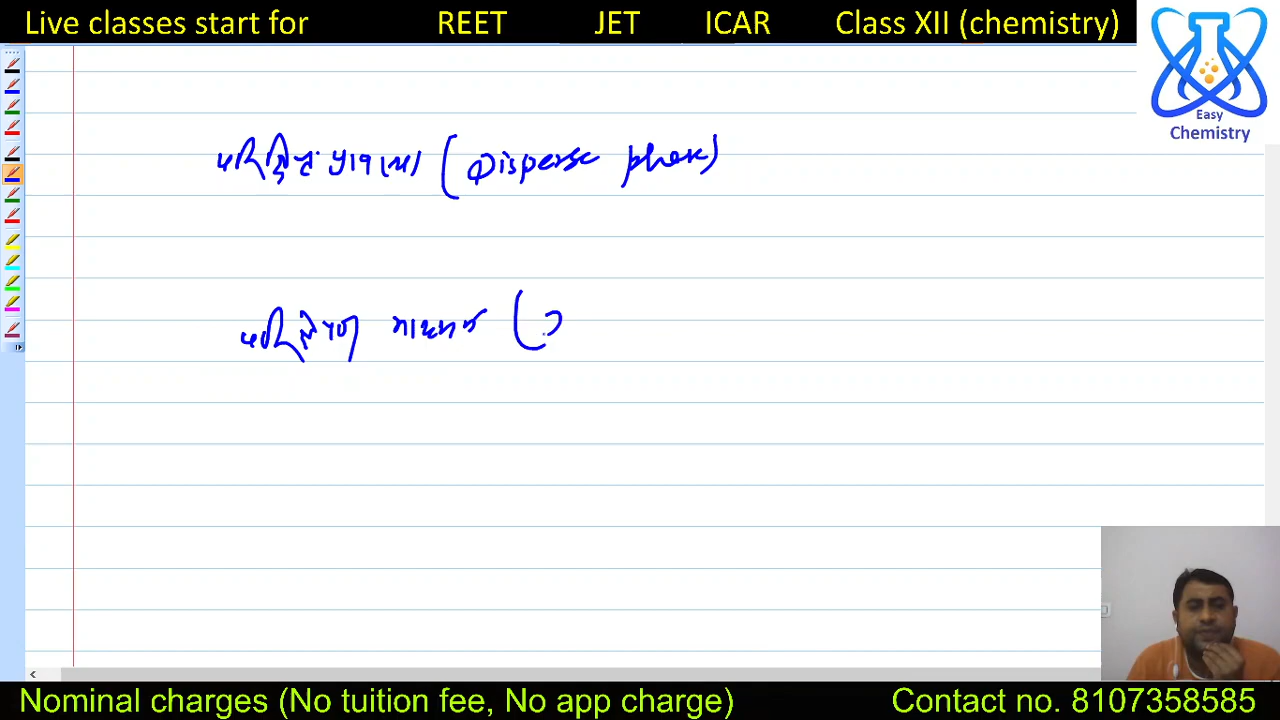 Live classes start for REET JET ICAR Class XII (chemistry)
Easy
Chemistry
परिक्षिप्त प्रावस्था (Disperse phase)
परिक्षेपण माध्यम (
Nominal charges (No tuition fee, No app charge) Contact no. 8107358585